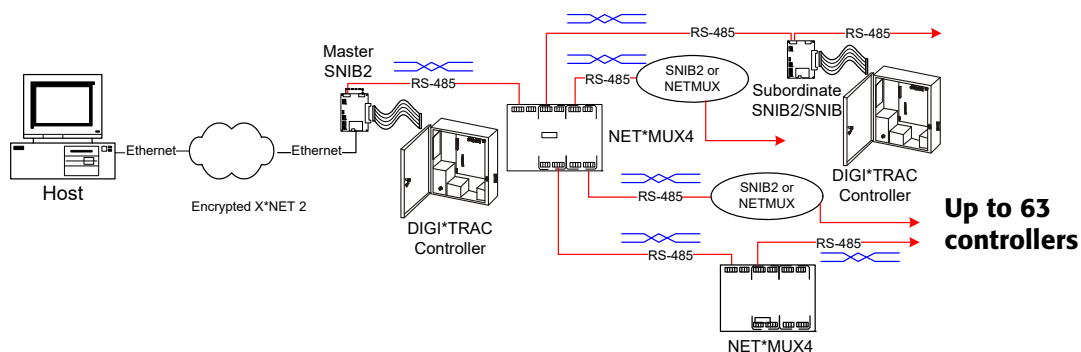 Host
Ethernet
Encrypted X*NET 2
Ethernet
Master
SNIB2
RS-485
DIGI*TRAC
Controller
NET*MUX4
RS-485
RS-485
SNIB2 or
NETMUX
RS-485
Subordinate
SNIB2/SNIB
DIGI*TRAC
Controller
RS-485
SNIB2 or
NETMUX
Up to 63
controllers
RS-485
RS-485
NET*MUX4